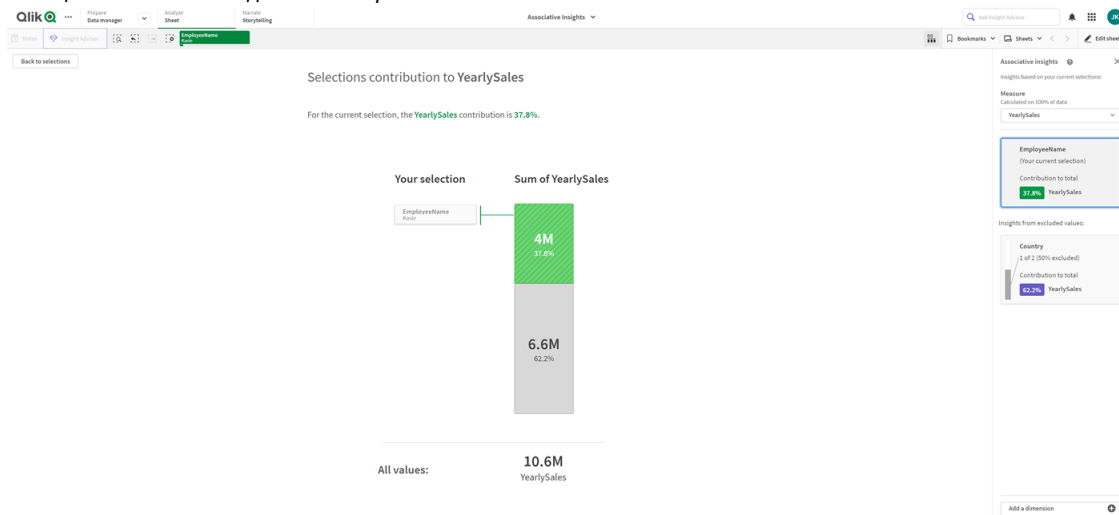 Qlik Q
Prepare
Data manager
Analyze
Sheet
Narrate
Storytelling
Associative Insights
Ask Insight Advisor
JK
Notes
Insight Advisor
EmployeeName
Kasie
Bookmarks
Sheets
Edit sheet
Back to selections
Selections contribution to YearlySales
For the current selection, the YearlySales contribution is 37.8%.
Your selection
Sum of YearlySales
EmployeeName
Kasie
4M
37.8%
6.6M
62.2%
All values:
10.6M
YearlySales
Associative insights
Insights based on your current selections:
Measure
Calculated on 100% of data
YearlySales
EmployeeName
(Your current selection)
Contribution to total
37.8% YearlySales
Insights from excluded values:
Country
1 of 2 (50% excluded)
Contribution to total
62.2% YearlySales
Add a dimension